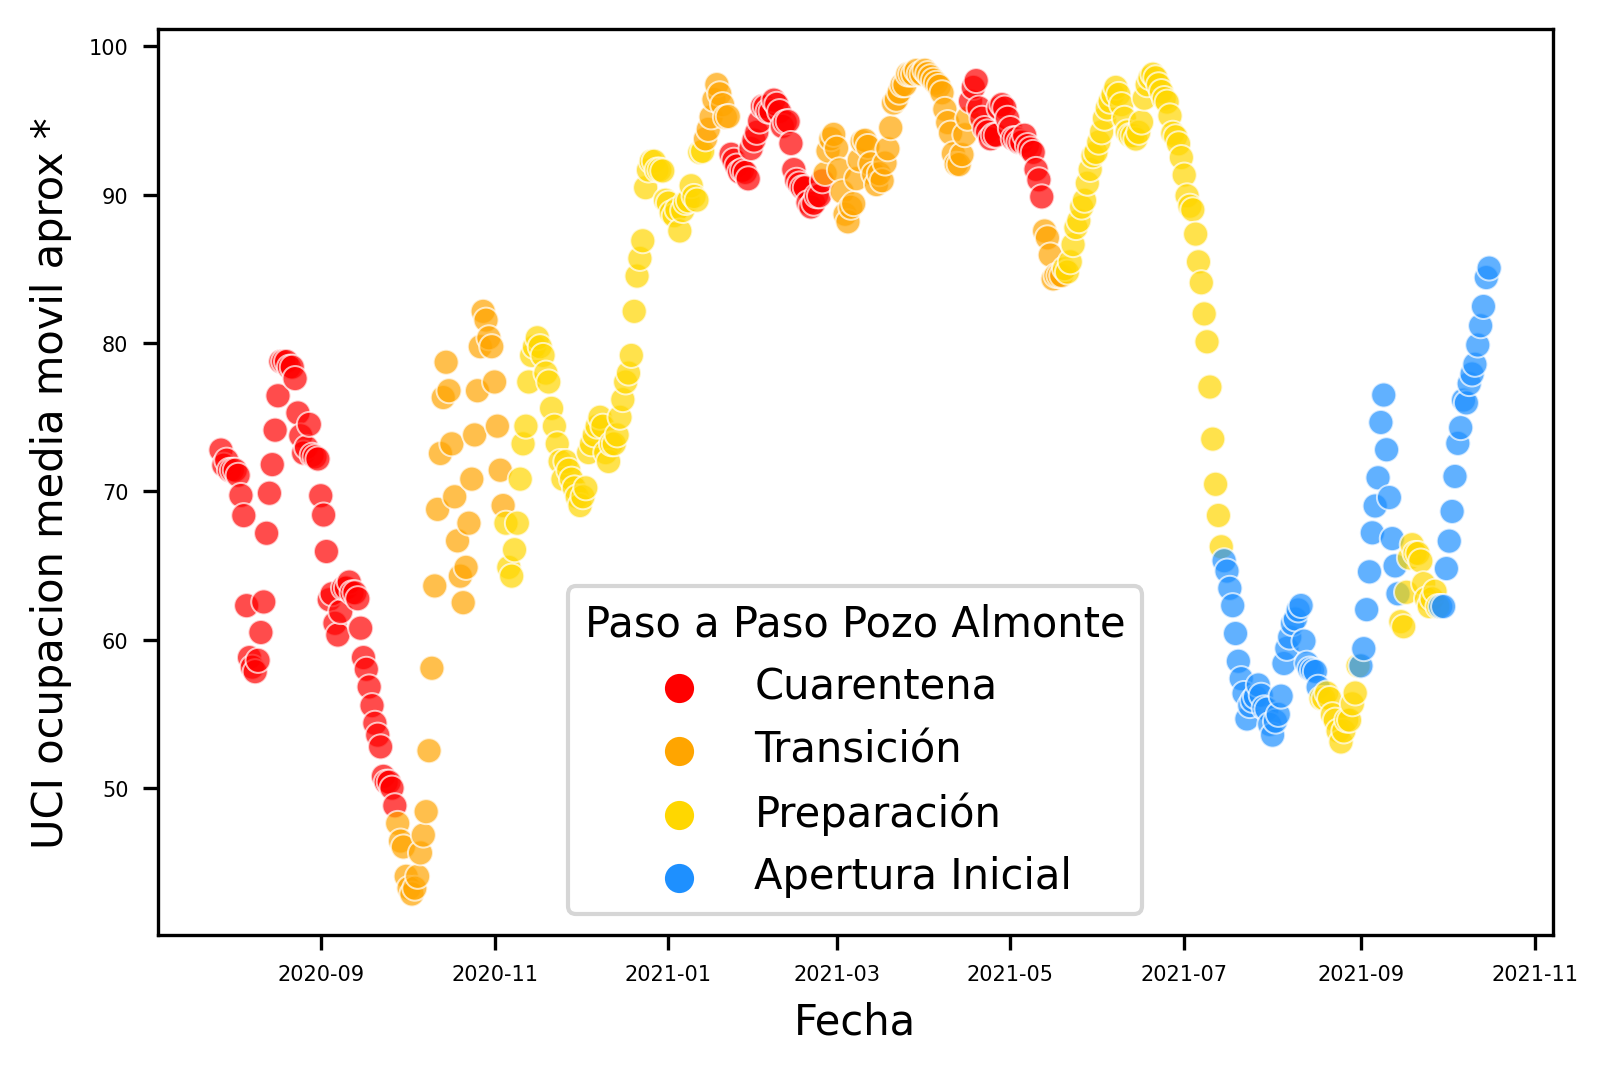 UCI ocupacion media movil aprox *
100
90
80
70
60
50
Paso a Paso Pozo Almonte
Cuarentena
Transición
Preparación
Apertura Inicial
2020-09
2020-11
2021-01
2021-03
2021-05
2021-07
2021-09
2021-11
Fecha